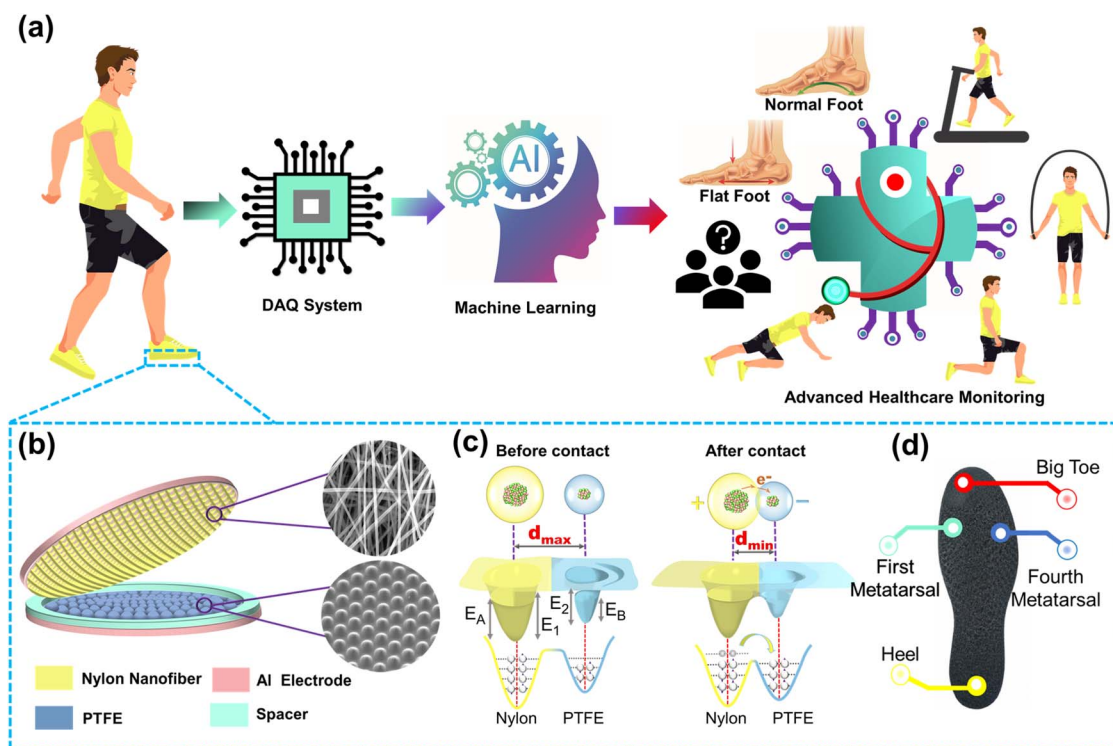 (a)
DAQ System
AI
Machine Learning
Normal Foot
Flat Foot
?
Advanced Healthcare Monitoring
(b)
Nylon Nanofiber
Al Electrode
PTFE
Spacer
(c)
Before contact
After contact
e-
+
−
dmax
dmin
EA
E1
E2
EB
Nylon
PTFE
Nylon
PTFE
(d)
Big Toe
First
Metatarsal
Fourth
Metatarsal
Heel